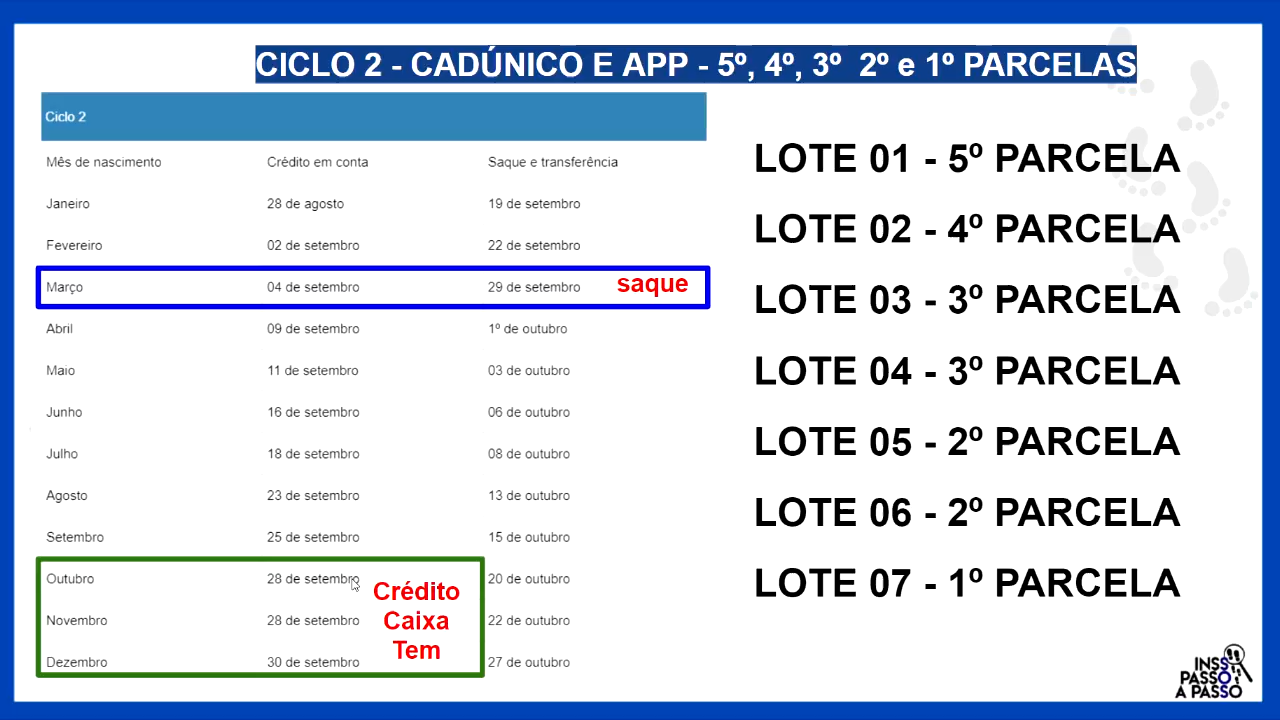 CICLO 2 - CADÚNICO E APP - 5º, 4º, 3º 2º e 1º PARCELAS
Ciclo 2
Mês de nascimento Crédito em conta Saque e transferência
Janeiro 28 de agosto 19 de setembro
Fevereiro 02 de setembro 22 de setembro
Março 04 de setembro 29 de setembro saque
Abril 09 de setembro 1º de outubro
Maio 11 de setembro 03 de outubro
Junho 16 de setembro 06 de outubro
Julho 18 de setembro 08 de outubro
Agosto 23 de setembro 13 de outubro
Setembro 25 de setembro 15 de outubro
Outubro 28 de setembro 20 de outubro
Novembro 28 de setembro 22 de outubro
Dezembro 30 de setembro 27 de outubro
Crédito
Caixa
Tem
LOTE 01 - 5º PARCELA
LOTE 02 - 4º PARCELA
LOTE 03 - 3º PARCELA
LOTE 04 - 3º PARCELA
LOTE 05 - 2º PARCELA
LOTE 06 - 2º PARCELA
LOTE 07 - 1º PARCELA
INSS
PASSO
A PASSO